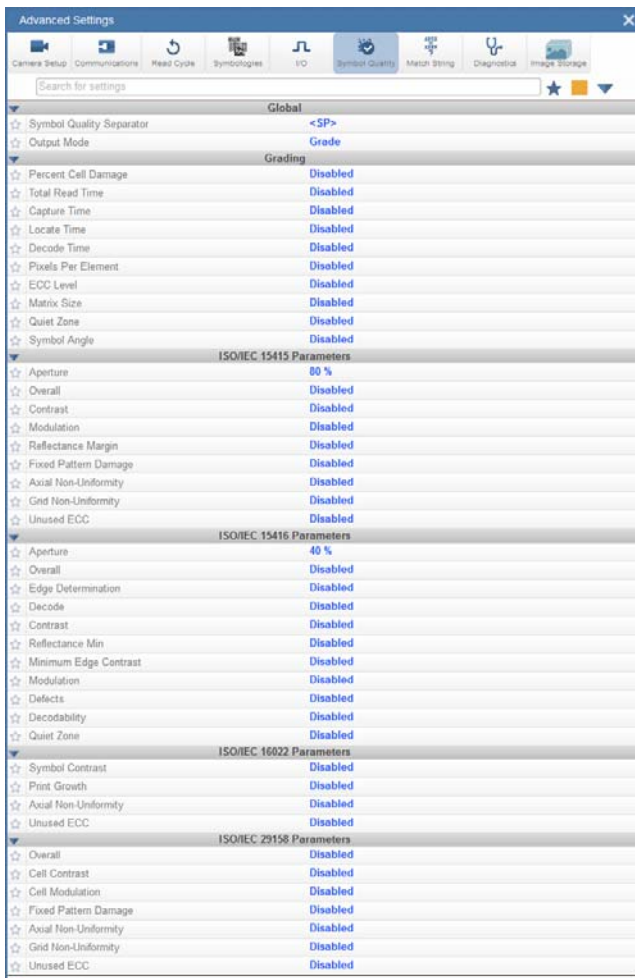 Advanced Settings
Camera Setup Communications Read Cycle Symbologies I/O Symbol Quality Match String Diagnostics Image Storage
Search for settings
Global
Symbol Quality Separator <SP>
Output Mode Grade
Grading
Percent Cell Damage Disabled
Total Read Time Disabled
Capture Time Disabled
Locate Time Disabled
Decode Time Disabled
Pixels Per Element Disabled
ECC Level Disabled
Matrix Size Disabled
Quiet Zone Disabled
Symbol Angle Disabled
ISO/IEC 15415 Parameters
Aperture 80 %
Overall Disabled
Contrast Disabled
Modulation Disabled
Reflectance Margin Disabled
Fixed Pattern Damage Disabled
Axial Non-Uniformity Disabled
Grid Non-Uniformity Disabled
Unused ECC Disabled
ISO/IEC 15416 Parameters
Aperture 40 %
Overall Disabled
Edge Determination Disabled
Decode Disabled
Contrast Disabled
Reflectance Min Disabled
Minimum Edge Contrast Disabled
Modulation Disabled
Defects Disabled
Decodability Disabled
Quiet Zone Disabled
ISO/IEC 16022 Parameters
Symbol Contrast Disabled
Print Growth Disabled
Axial Non-Uniformity Disabled
Unused ECC Disabled
ISO/IEC 29158 Parameters
Overall Disabled
Cell Contrast Disabled
Cell Modulation Disabled
Fixed Pattern Damage Disabled
Axial Non-Uniformity Disabled
Grid Non-Uniformity Disabled
Unused ECC Disabled